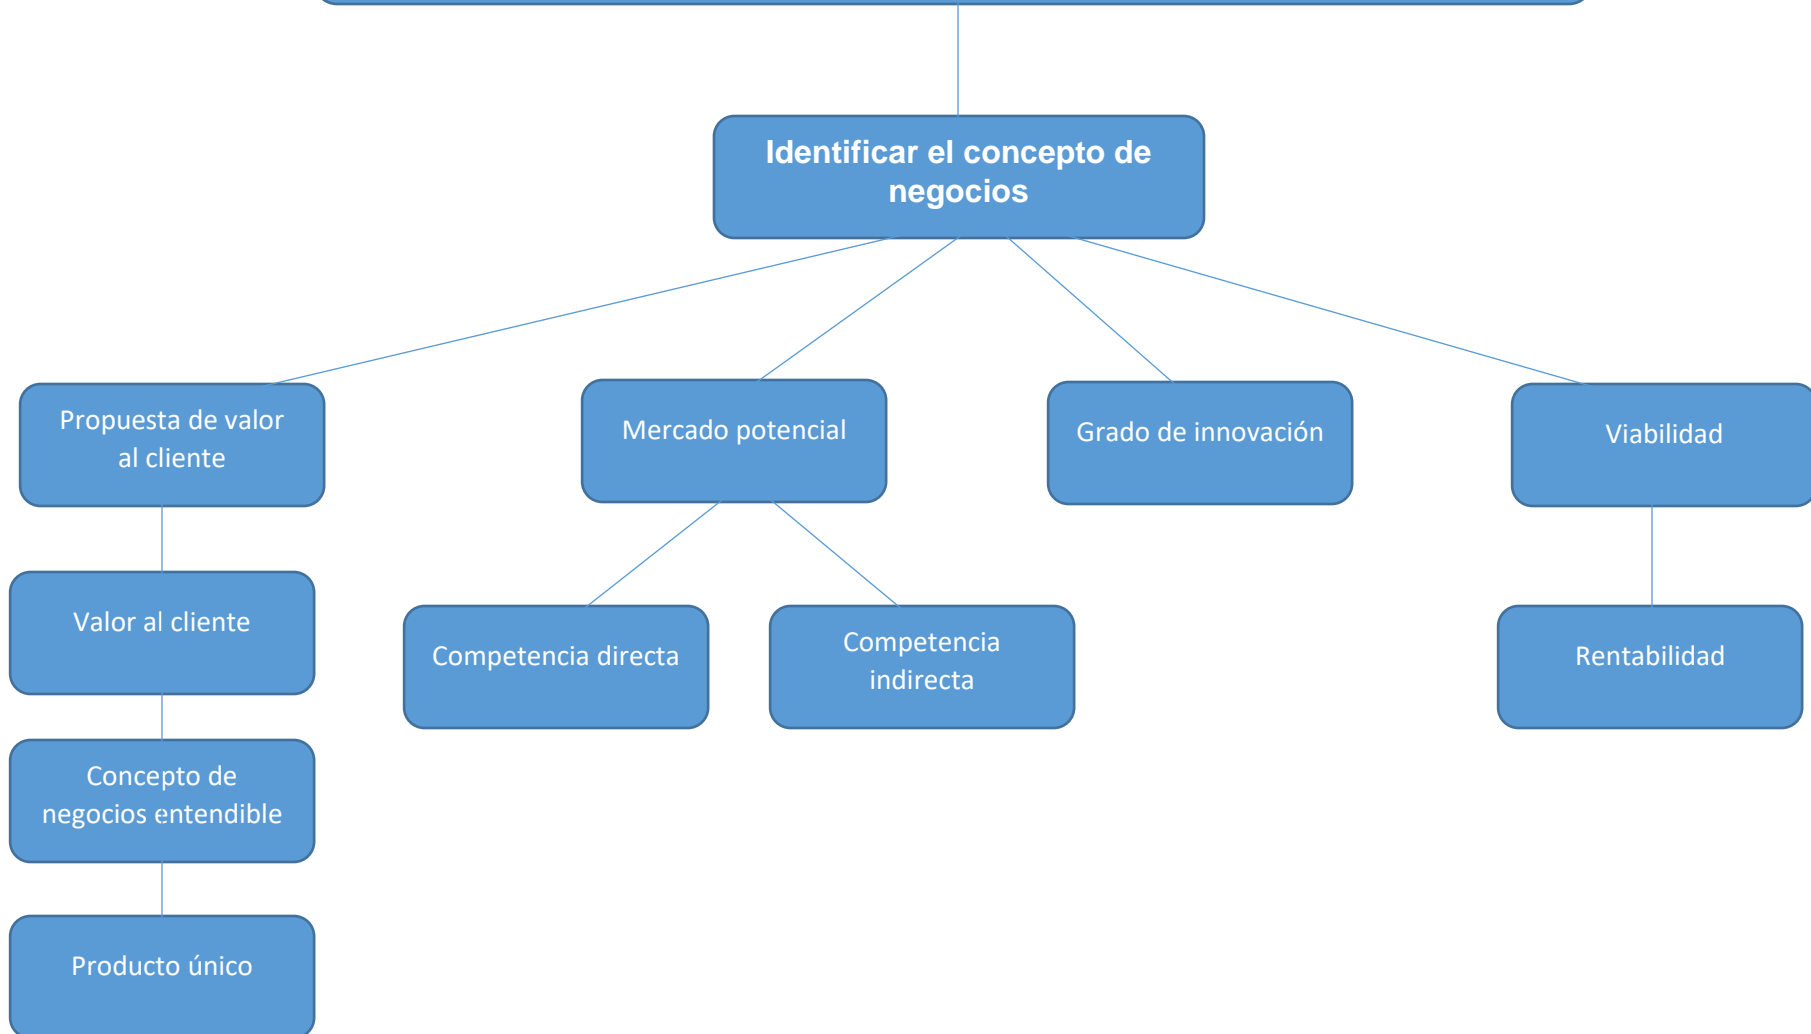 Identificar el concepto de
negocios
Propuesta de valor
al cliente
Mercado potencial
Grado de innovación
Viabilidad
Valor al cliente
Competencia directa
Competencia
indirecta
Rentabilidad
Concepto de
negocios entendible
Producto único